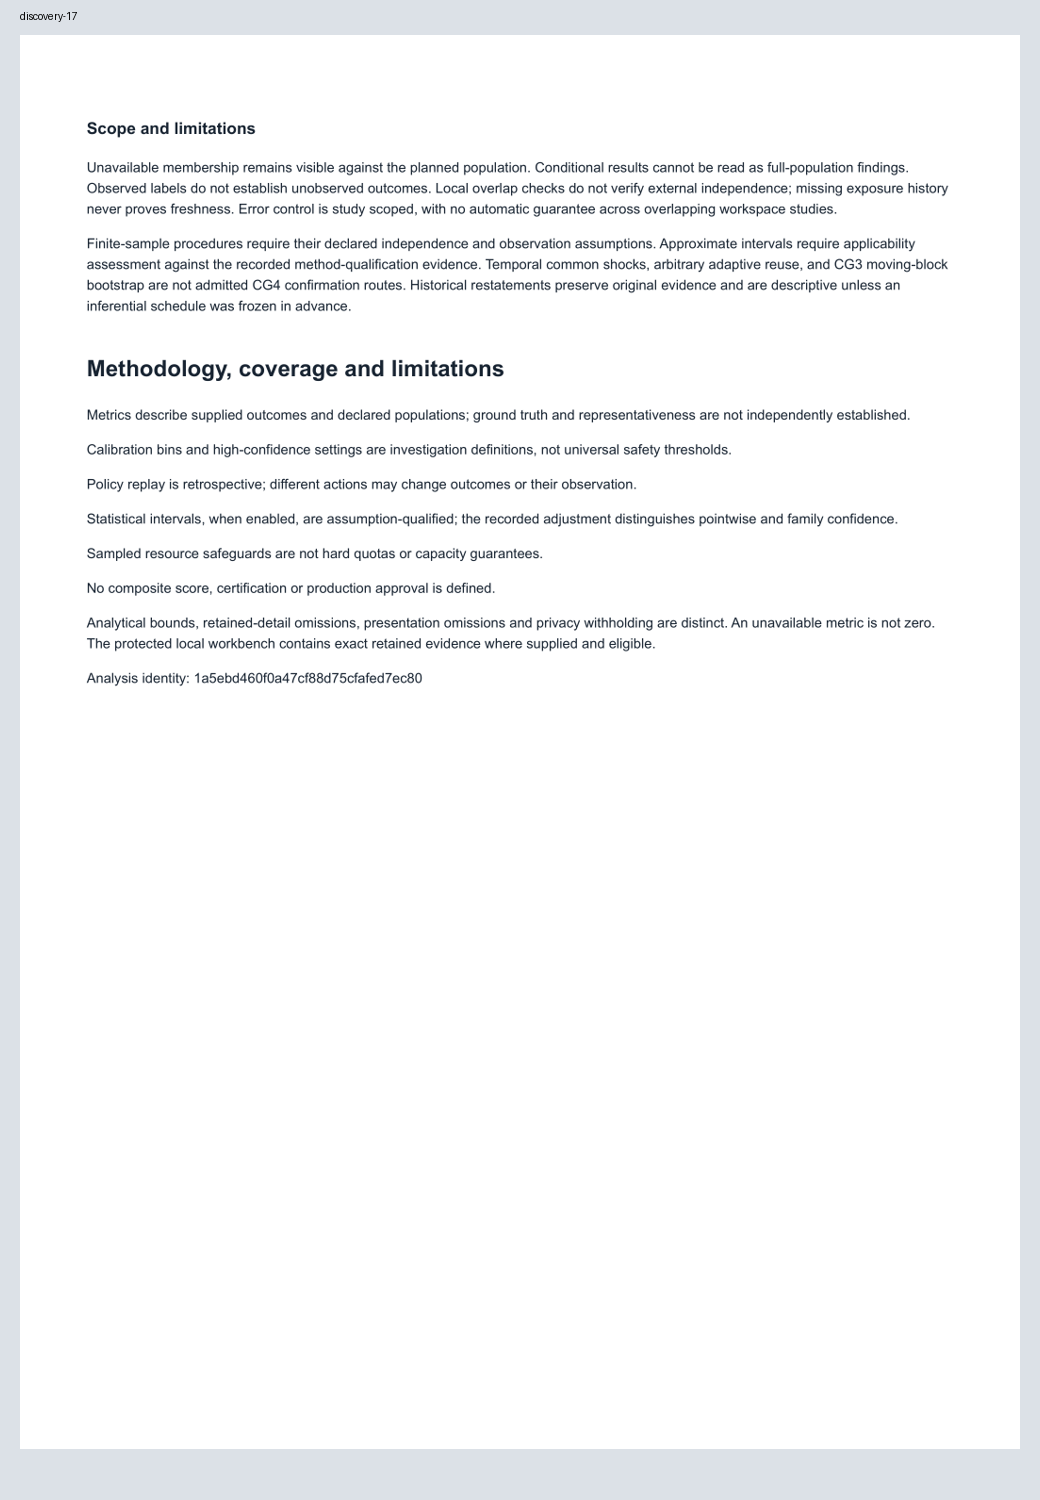 discovery-17
Scope and limitations
Unavailable membership remains visible against the planned population. Conditional results cannot be read as full-population findings.
Observed labels do not establish unobserved outcomes. Local overlap checks do not verify external independence; missing exposure history
never proves freshness. Error control is study scoped, with no automatic guarantee across overlapping workspace studies.
Finite-sample procedures require their declared independence and observation assumptions. Approximate intervals require applicability
assessment against the recorded method-qualification evidence. Temporal common shocks, arbitrary adaptive reuse, and CG3 moving-block
bootstrap are not admitted CG4 confirmation routes. Historical restatements preserve original evidence and are descriptive unless an
inferential schedule was frozen in advance.
Methodology, coverage and limitations
Metrics describe supplied outcomes and declared populations; ground truth and representativeness are not independently established.
Calibration bins and high-confidence settings are investigation definitions, not universal safety thresholds.
Policy replay is retrospective; different actions may change outcomes or their observation.
Statistical intervals, when enabled, are assumption-qualified; the recorded adjustment distinguishes pointwise and family confidence.
Sampled resource safeguards are not hard quotas or capacity guarantees.
No composite score, certification or production approval is defined.
Analytical bounds, retained-detail omissions, presentation omissions and privacy withholding are distinct. An unavailable metric is not zero.
The protected local workbench contains exact retained evidence where supplied and eligible.
Analysis identity: 1a5ebd460f0a47cf88d75cfafed7ec80